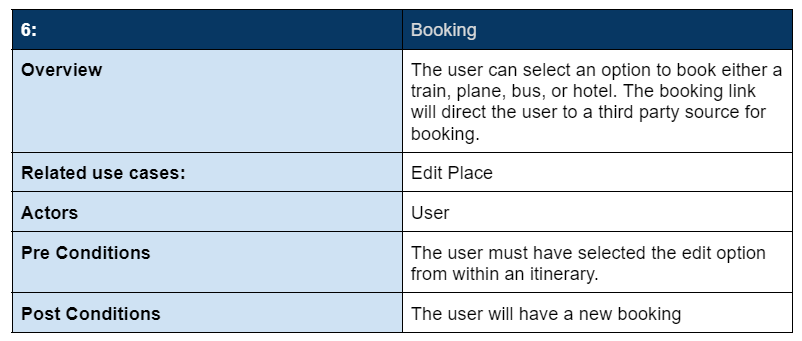 6: Booking
Overview The user can select an option to book either a
train, plane, bus, or hotel. The booking link
will direct the user to a third party source for
booking.
Related use cases: Edit Place
Actors User
Pre Conditions The user must have selected the edit option
from within an itinerary.
Post Conditions The user will have a new booking